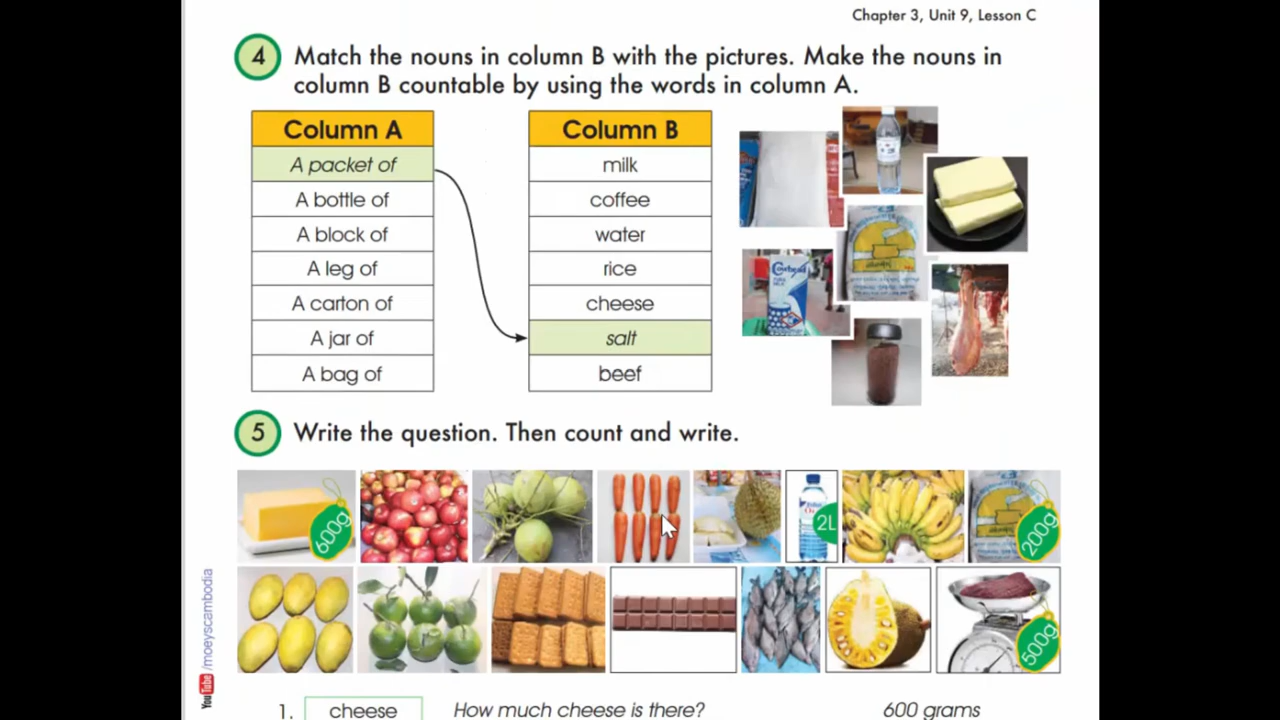 Chapter 3, Unit 9, Lesson C
4 Match the nouns in column B with the pictures. Make the nouns in
column B countable by using the words in column A.
Column A
A packet of
A bottle of
A block of
A leg of
A carton of
A jar of
A bag of
Column B
milk
coffee
water
rice
cheese
salt
beef
Cowhead
5 Write the question. Then count and write.
600g
2L
200g
500g
YouTube /moeyscambodia
1. cheese How much cheese is there? 600 grams